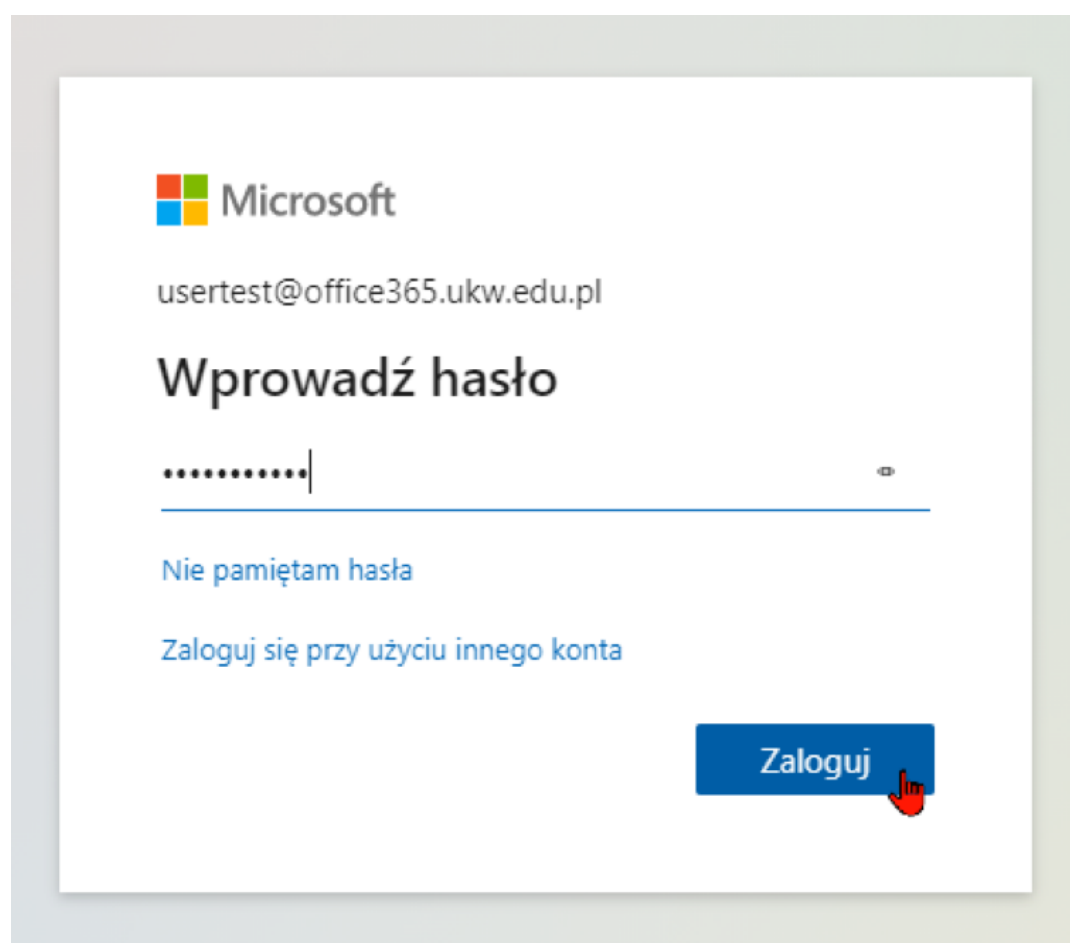 Microsoft
usertest@office365.ukw.edu.pl
Wprowadź hasło
•••••••••••
Nie pamiętam hasła
Zaloguj się przy użyciu innego konta
Zaloguj